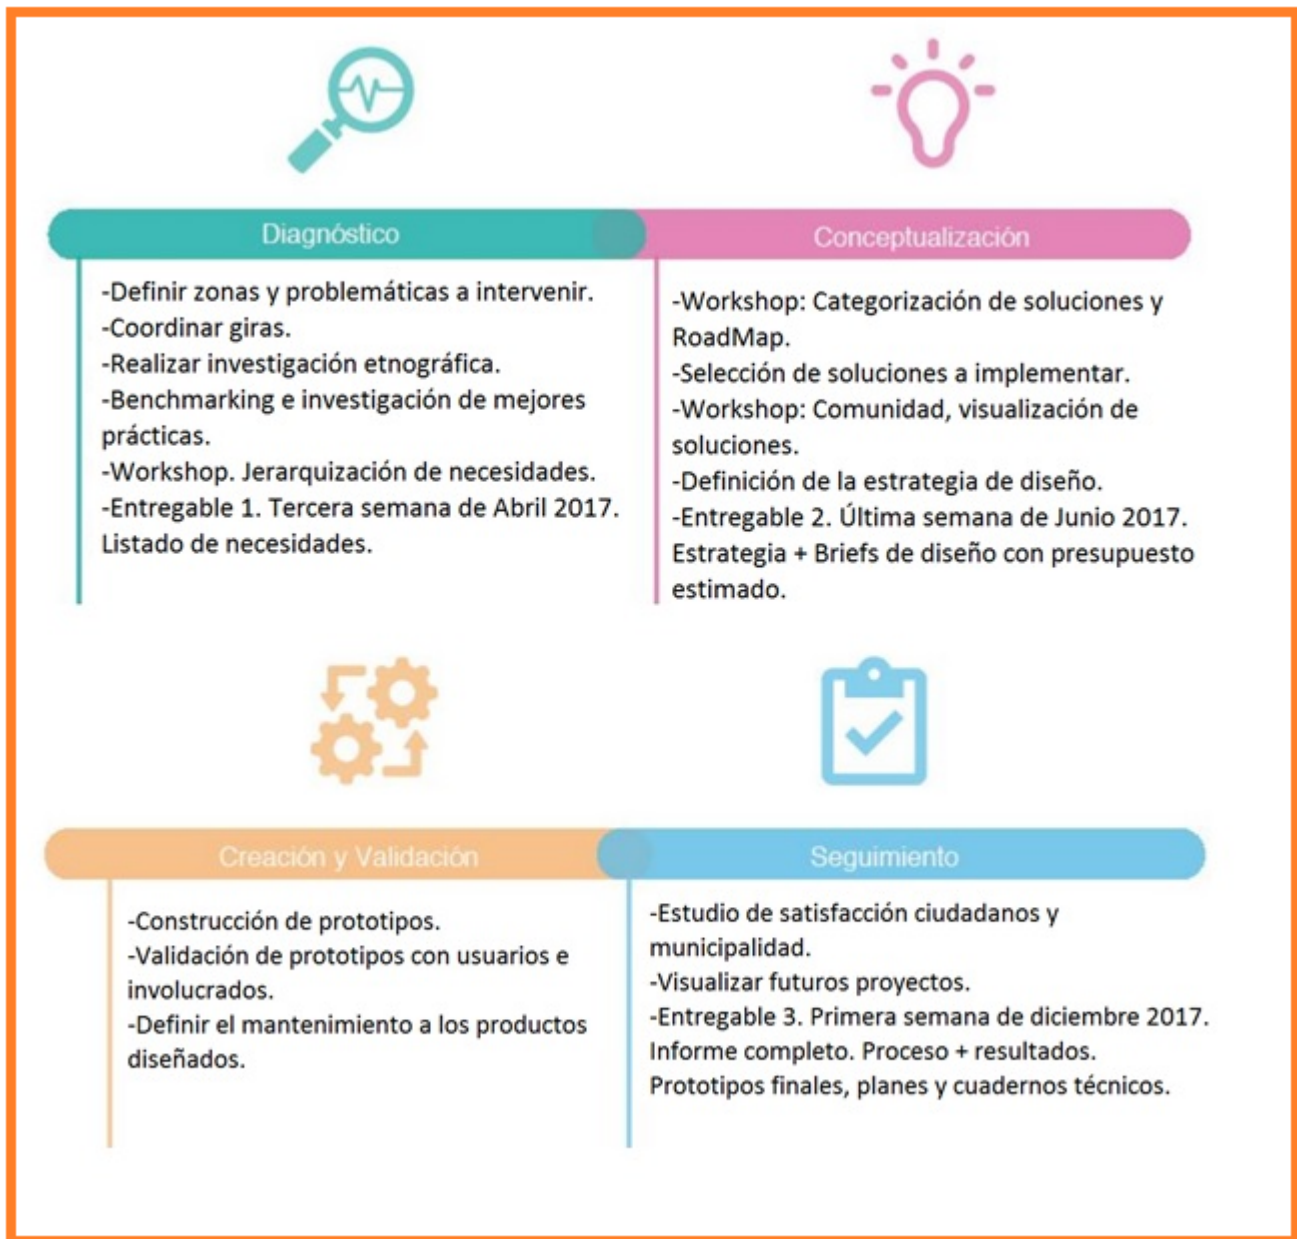 Diagnóstico
-Definir zonas y problemáticas a intervenir.
-Coordinar giras.
-Realizar investigación etnográfica.
-Benchmarking e investigación de mejores
prácticas.
-Workshop. Jerarquización de necesidades.
-Entregable 1. Tercera semana de Abril 2017.
Listado de necesidades.
Conceptualización
-Workshop: Categorización de soluciones y
RoadMap.
-Selección de soluciones a implementar.
-Workshop: Comunidad, visualización de
soluciones.
-Definición de la estrategia de diseño.
-Entregable 2. Última semana de Junio 2017.
Estrategia + Briefs de diseño con presupuesto
estimado.
Creación y Validación
-Construcción de prototipos.
-Validación de prototipos con usuarios e
involucrados.
-Definir el mantenimiento a los productos
diseñados.
Seguimiento
-Estudio de satisfacción ciudadanos y
municipalidad.
-Visualizar futuros proyectos.
-Entregable 3. Primera semana de diciembre 2017.
Informe completo. Proceso + resultados.
Prototipos finales, planes y cuadernos técnicos.